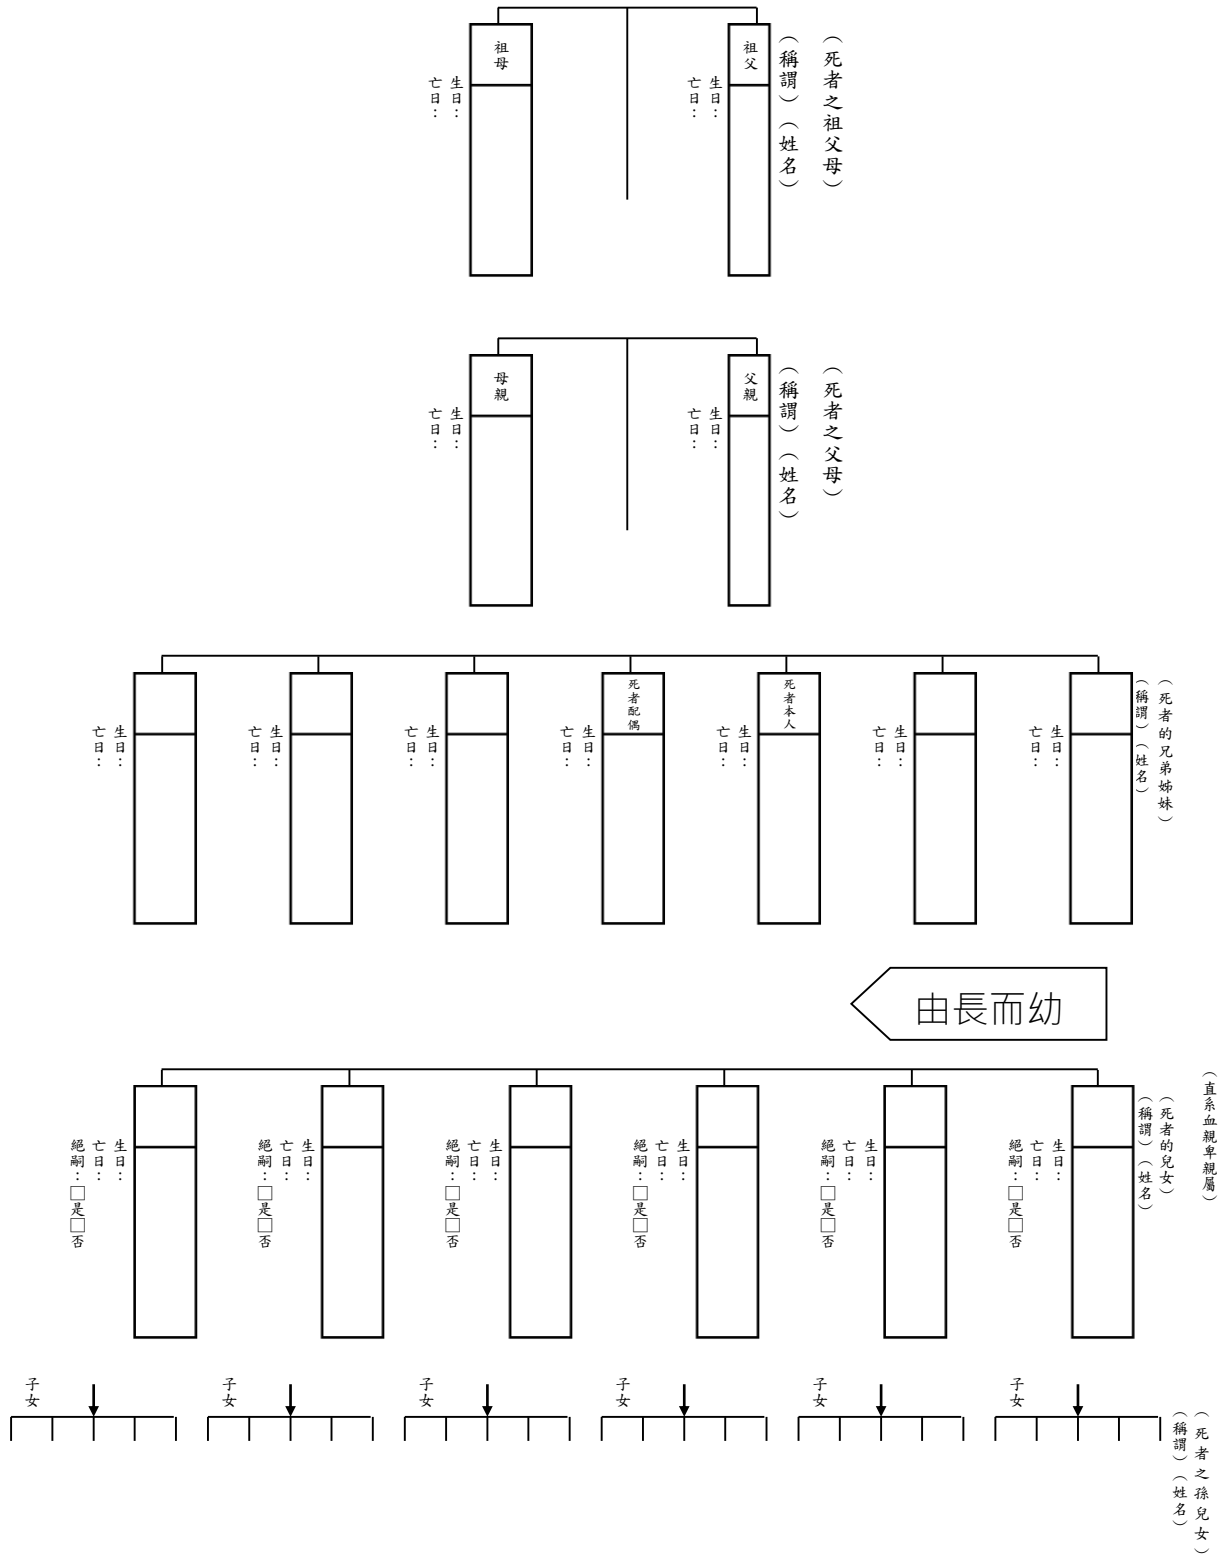 (死者之祖父母)
(稱謂)(姓名)
祖父
生日:
亡日:
祖母
生日:
亡日:
(死者之父母)
(稱謂)(姓名)
父親
生日:
亡日:
母親
生日:
亡日:
(死者的兄弟姊妹)
(稱謂)(姓名)
生日:
亡日:
生日:
亡日:
死者本人
生日:
亡日:
死者配偶
生日:
亡日:
生日:
亡日:
生日:
亡日:
生日:
亡日:
由長而幼
(直系血親卑親屬)
(死者的兒女)
(稱謂)(姓名)
生日:
亡日:
絕嗣:□是□否
生日:
亡日:
絕嗣:□是□否
生日:
亡日:
絕嗣:□是□否
生日:
亡日:
絕嗣:□是□否
生日:
亡日:
絕嗣:□是□否
生日:
亡日:
絕嗣:□是□否
(死者之孫兒女)
(稱謂)(姓名)
子女
子女
子女
子女
子女
子女